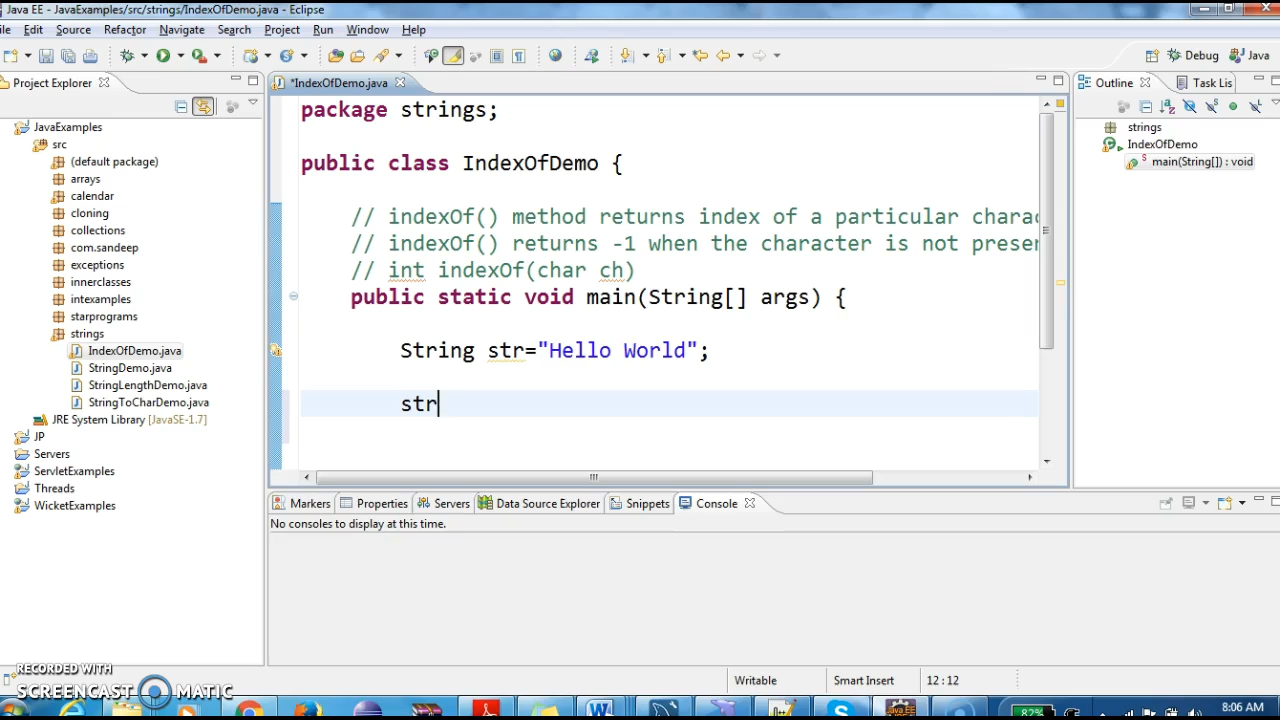 Java EE - JavaExamples/src/strings/IndexOfDemo.java - Eclipse
Edit Source Refactor Navigate Search Project Run Window Help
Debug Java
Project Explorer
*IndexOfDemo.java
Outline Task Lis
JavaExamples
src
(default package)
arrays
calendar
cloning
collections
com.sandeep
exceptions
innerclasses
intexamples
starprograms
strings
IndexOfDemo.java
StringDemo.java
StringLengthDemo.java
StringToCharDemo.java
JRE System Library [JavaSE-1.7]
JP
Servers
ServletExamples
Threads
WicketExamples
package strings;
public class IndexOfDemo {
// indexOf() method returns index of a particular charac
// indexOf() returns -1 when the character is not presen
// int indexOf(char ch)
public static void main(String[] args) {
String str="Hello World";
str
strings
IndexOfDemo
main(String[]) : void
Markers Properties Servers Data Source Explorer Snippets Console
No consoles to display at this time.
RECORDED WITH
SCREENCAST MATIC
Writable Smart Insert 12 : 12
82%
8:06 AM